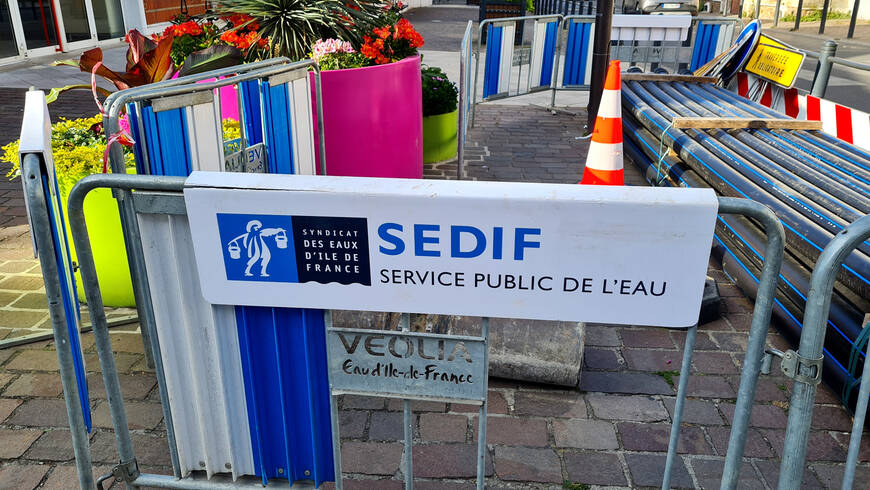 SYNDICAT
DES EAUX
D'ILE DE
FRANCE
SEDIF
SERVICE PUBLIC DE L'EAU
VEOLIA
Eau d'Ile-de-France